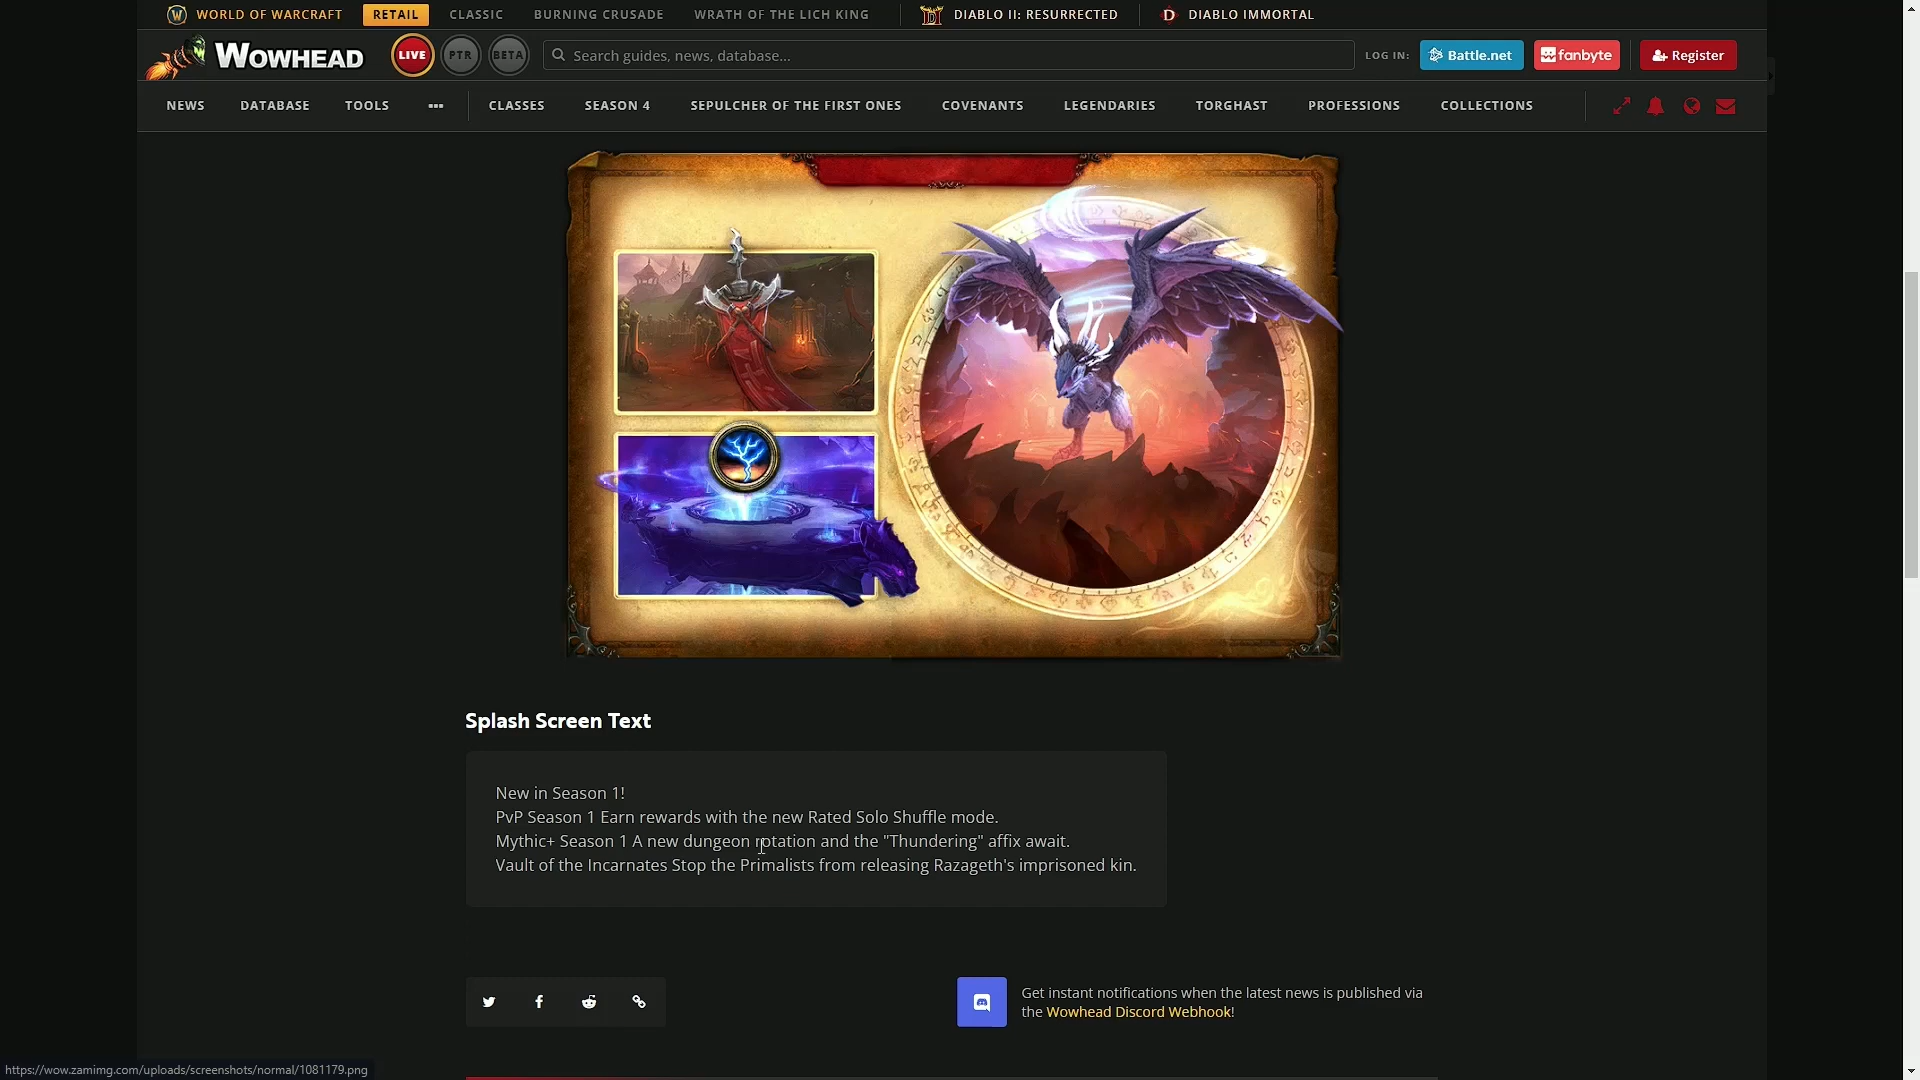 WORLD OF WARCRAFT RETAIL CLASSIC BURNING CRUSADE WRATH OF THE LICH KING DIABLO II: RESURRECTED DIABLO IMMORTAL
WOWHEAD LIVE PTR BETA Search guides, news, database... LOG IN: Battle.net fanbyte Register
NEWS DATABASE TOOLS ••• CLASSES SEASON 4 SEPULCHER OF THE FIRST ONES COVENANTS LEGENDARIES TORGHAST PROFESSIONS COLLECTIONS
Splash Screen Text
New in Season 1!
PvP Season 1 Earn rewards with the new Rated Solo Shuffle mode.
Mythic+ Season 1 A new dungeon rotation and the "Thundering" affix await.
Vault of the Incarnates Stop the Primalists from releasing Razageth's imprisoned kin.
Get instant notifications when the latest news is published via
the Wowhead Discord Webhook!
https://wow.zamimg.com/uploads/screenshots/normal/1081179.png